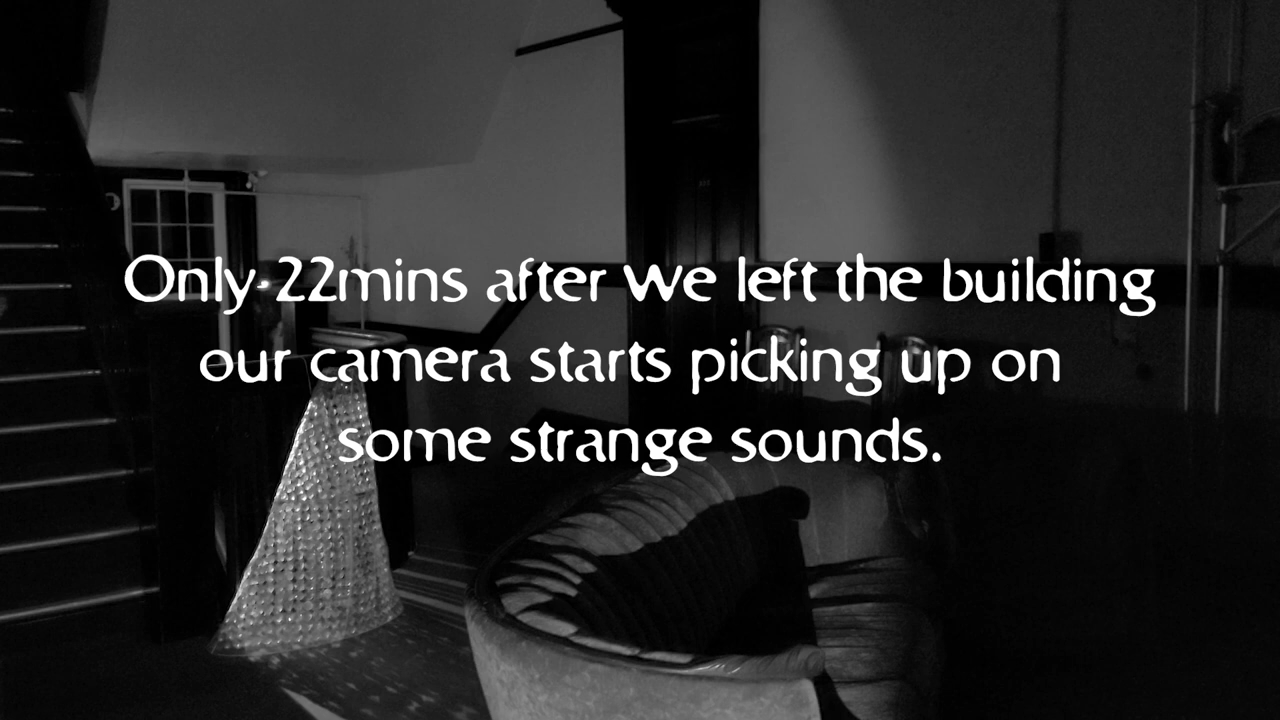 Only 22mins after we left the building
our camera starts picking up on
some strange sounds.